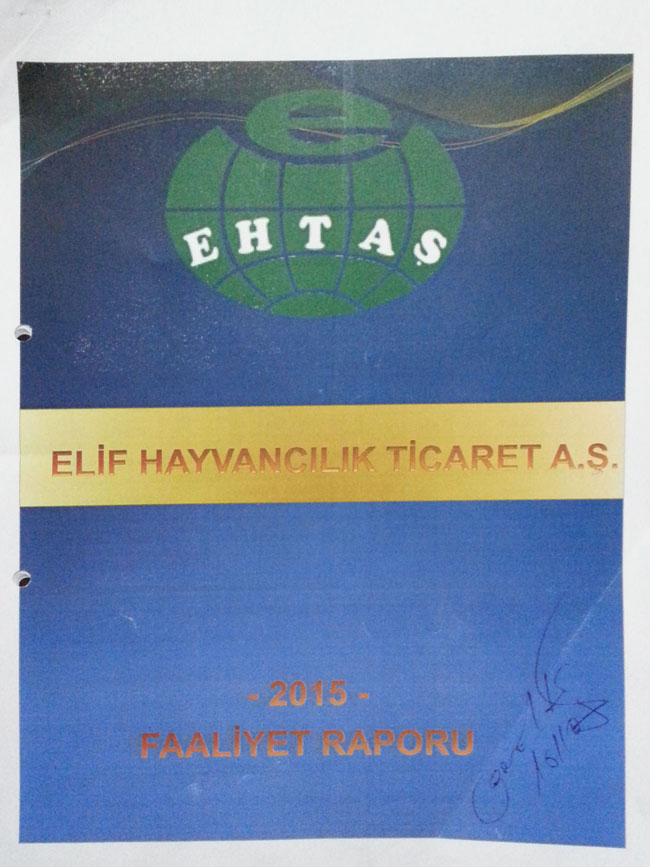 e
EHTAŞ
ELİF HAYVANCILIK TİCARET A.Ş.
- 2015 -
FAALİYET RAPORU